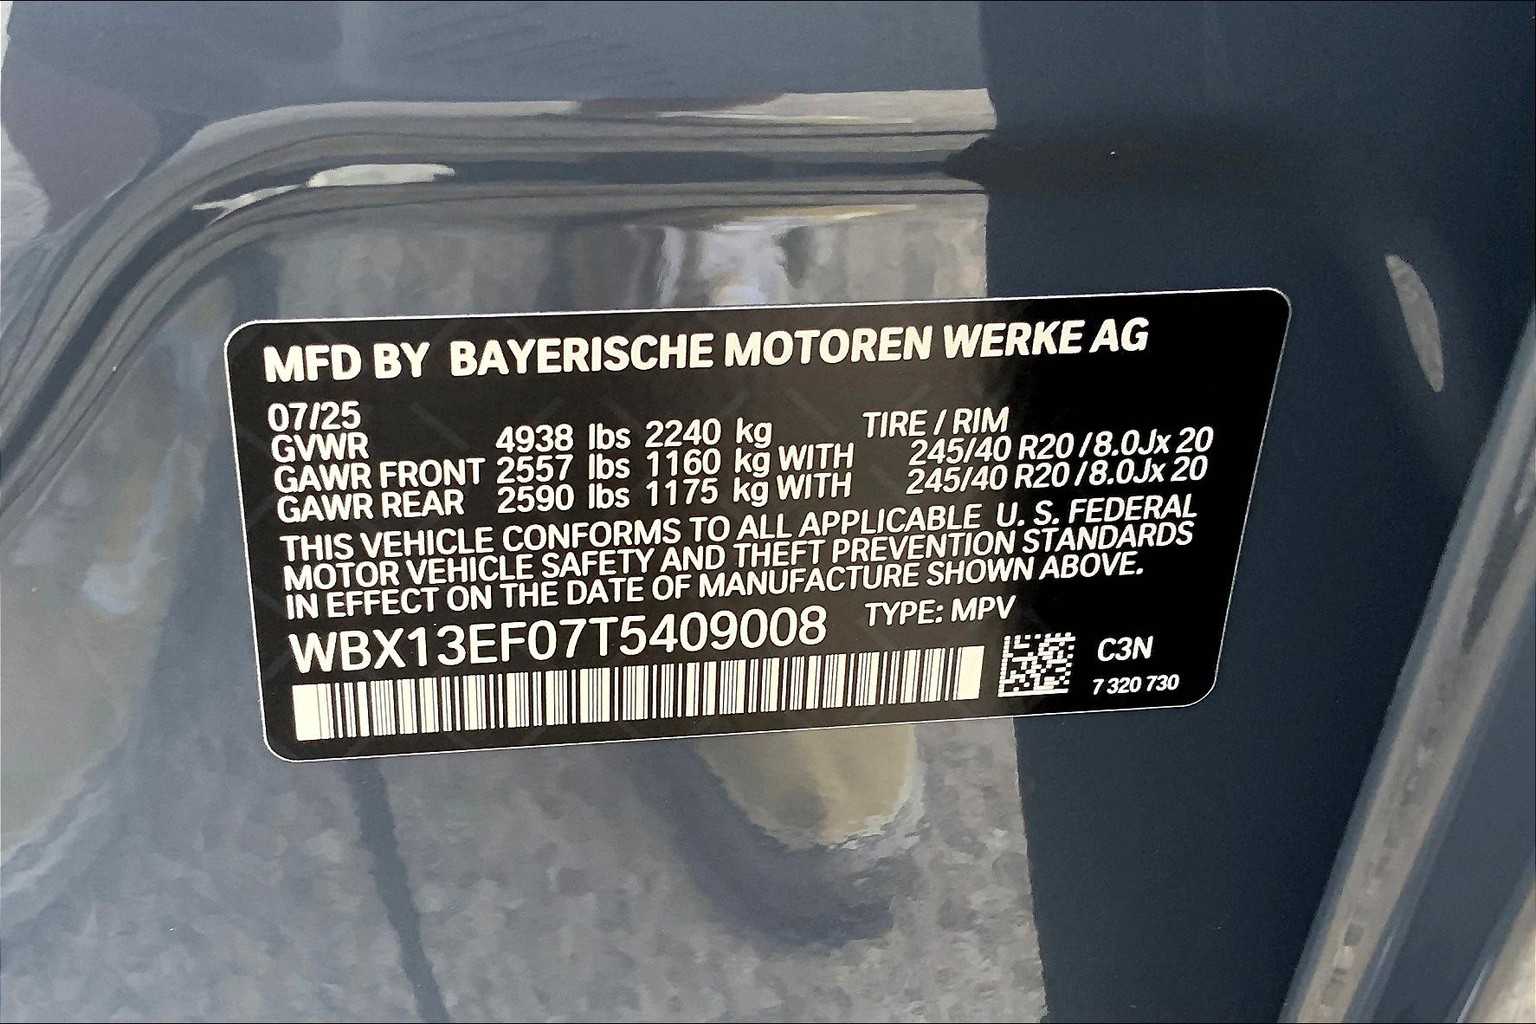 MFD BY BAYERISCHE MOTOREN WERKE AG
07/25 TIRE / RIM
GVWR 4938 lbs 2240 kg
GAWR FRONT 2557 lbs 1160 kg WITH 245/40 R20 / 8.0Jx 20
GAWR REAR 2590 lbs 1175 kg WITH 245/40 R20 / 8.0Jx 20
THIS VEHICLE CONFORMS TO ALL APPLICABLE U. S. FEDERAL
MOTOR VEHICLE SAFETY AND THEFT PREVENTION STANDARDS
IN EFFECT ON THE DATE OF MANUFACTURE SHOWN ABOVE.
WBX13EF07T5409008 TYPE: MPV
C3N
7 320 730